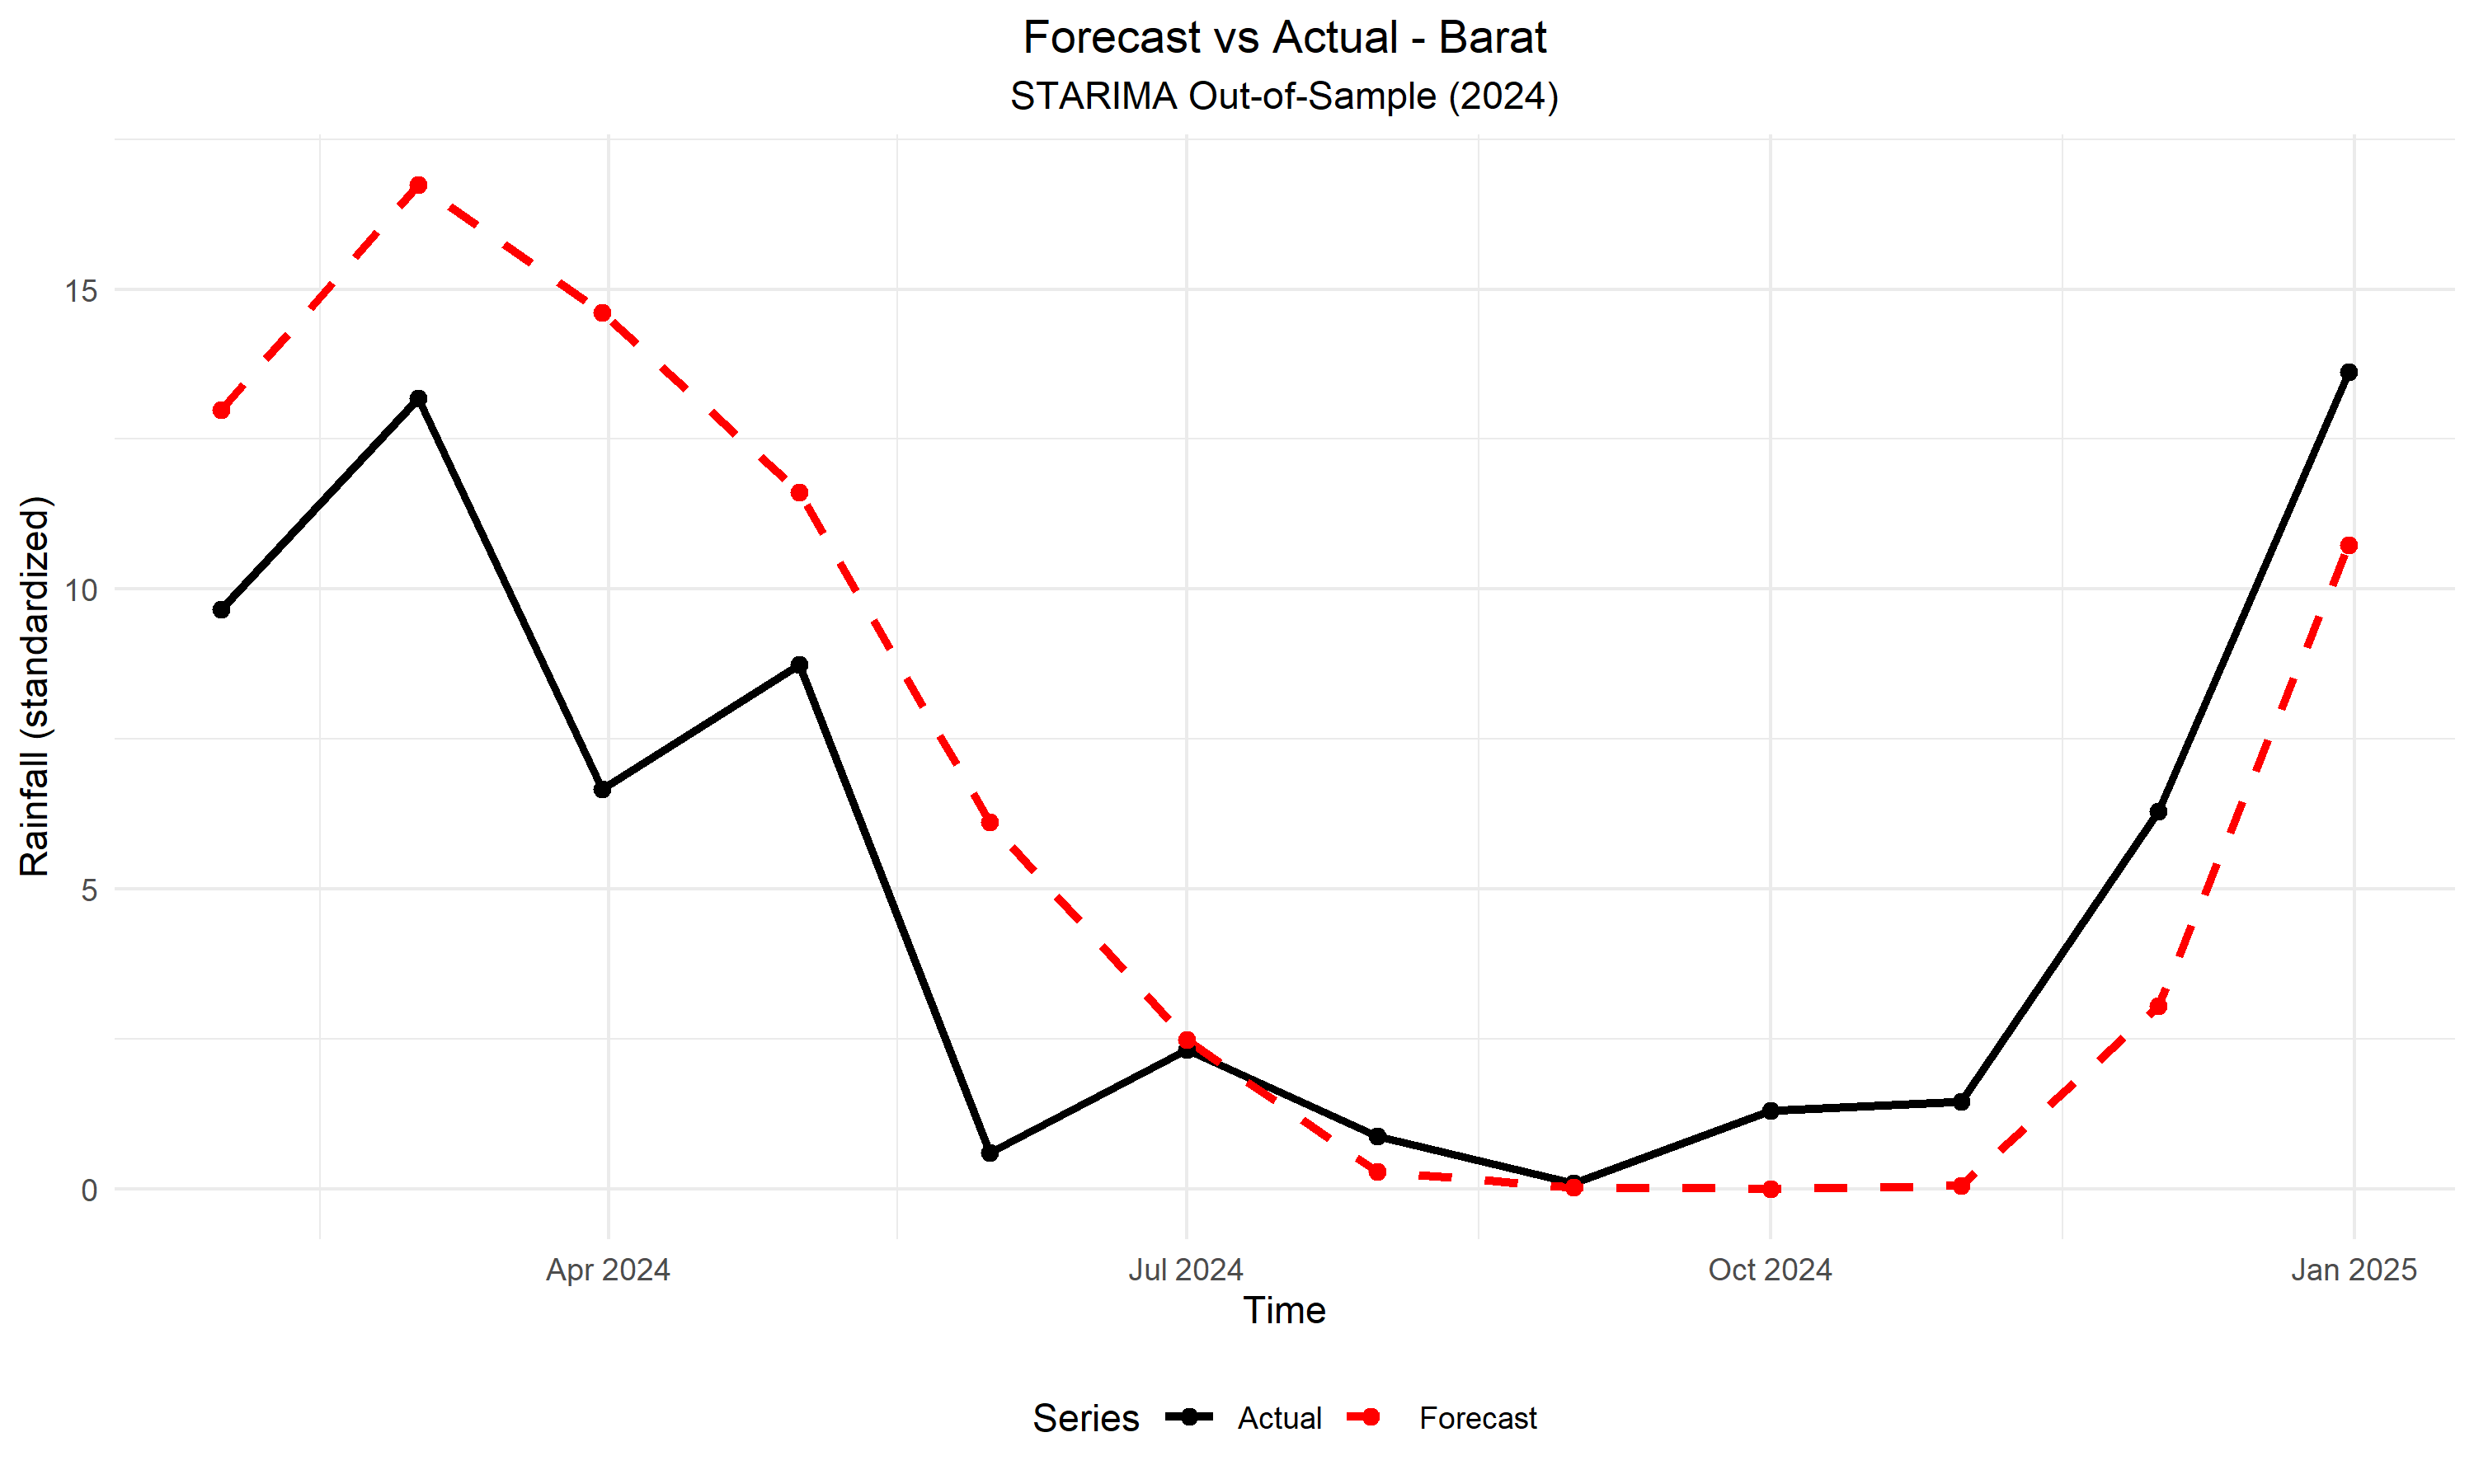 Forecast vs Actual - Barat
STARIMA Out-of-Sample (2024)
Rainfall (standardized)
15
10
5
0
Apr 2024 Jul 2024 Oct 2024 Jan 2025
Time
Series Actual Forecast